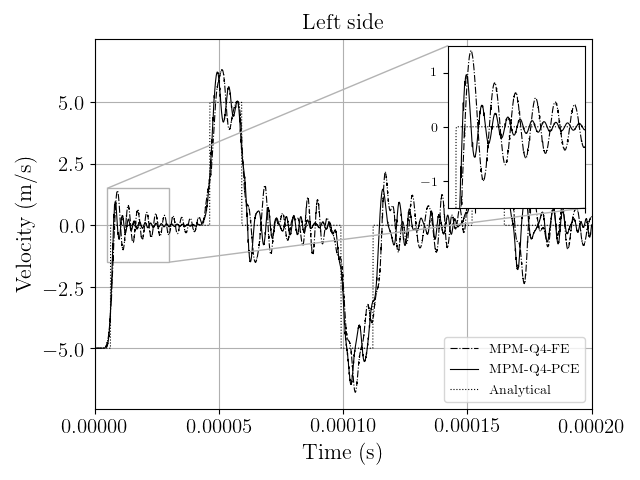 Left side
Velocity (m/s)
5.0
2.5
0.0
−2.5
−5.0
1
0
−1
MPM-Q4-FE
MPM-Q4-PCE
Analytical
0.00000 0.00005 0.00010 0.00015 0.00020
Time (s)